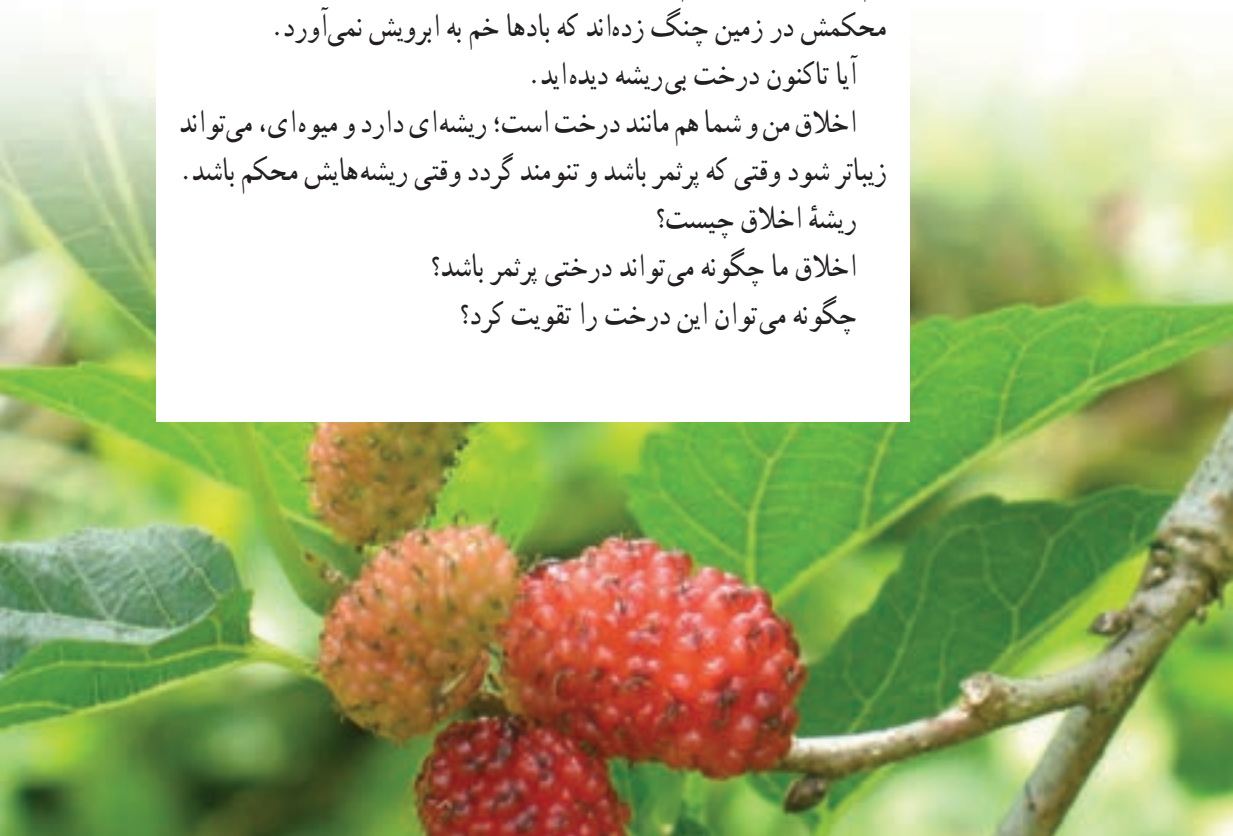 محکمش در زمین چنگ زده‌اند که بادها خم به ابرویش نمی‌آورد.
آیا تاکنون درخت بی‌ریشه دیده‌اید.
اخلاق من و شما هم مانند درخت است؛ ریشه‌ای دارد و میوه‌ای، می‌تواند
زیباتر شود وقتی که پرثمر باشد و تنومند گردد وقتی ریشه‌هایش محکم باشد.
ریشهٔ اخلاق چیست؟
اخلاق ما چگونه می‌تواند درختی پرثمر باشد؟
چگونه می‌توان این درخت را تقویت کرد؟